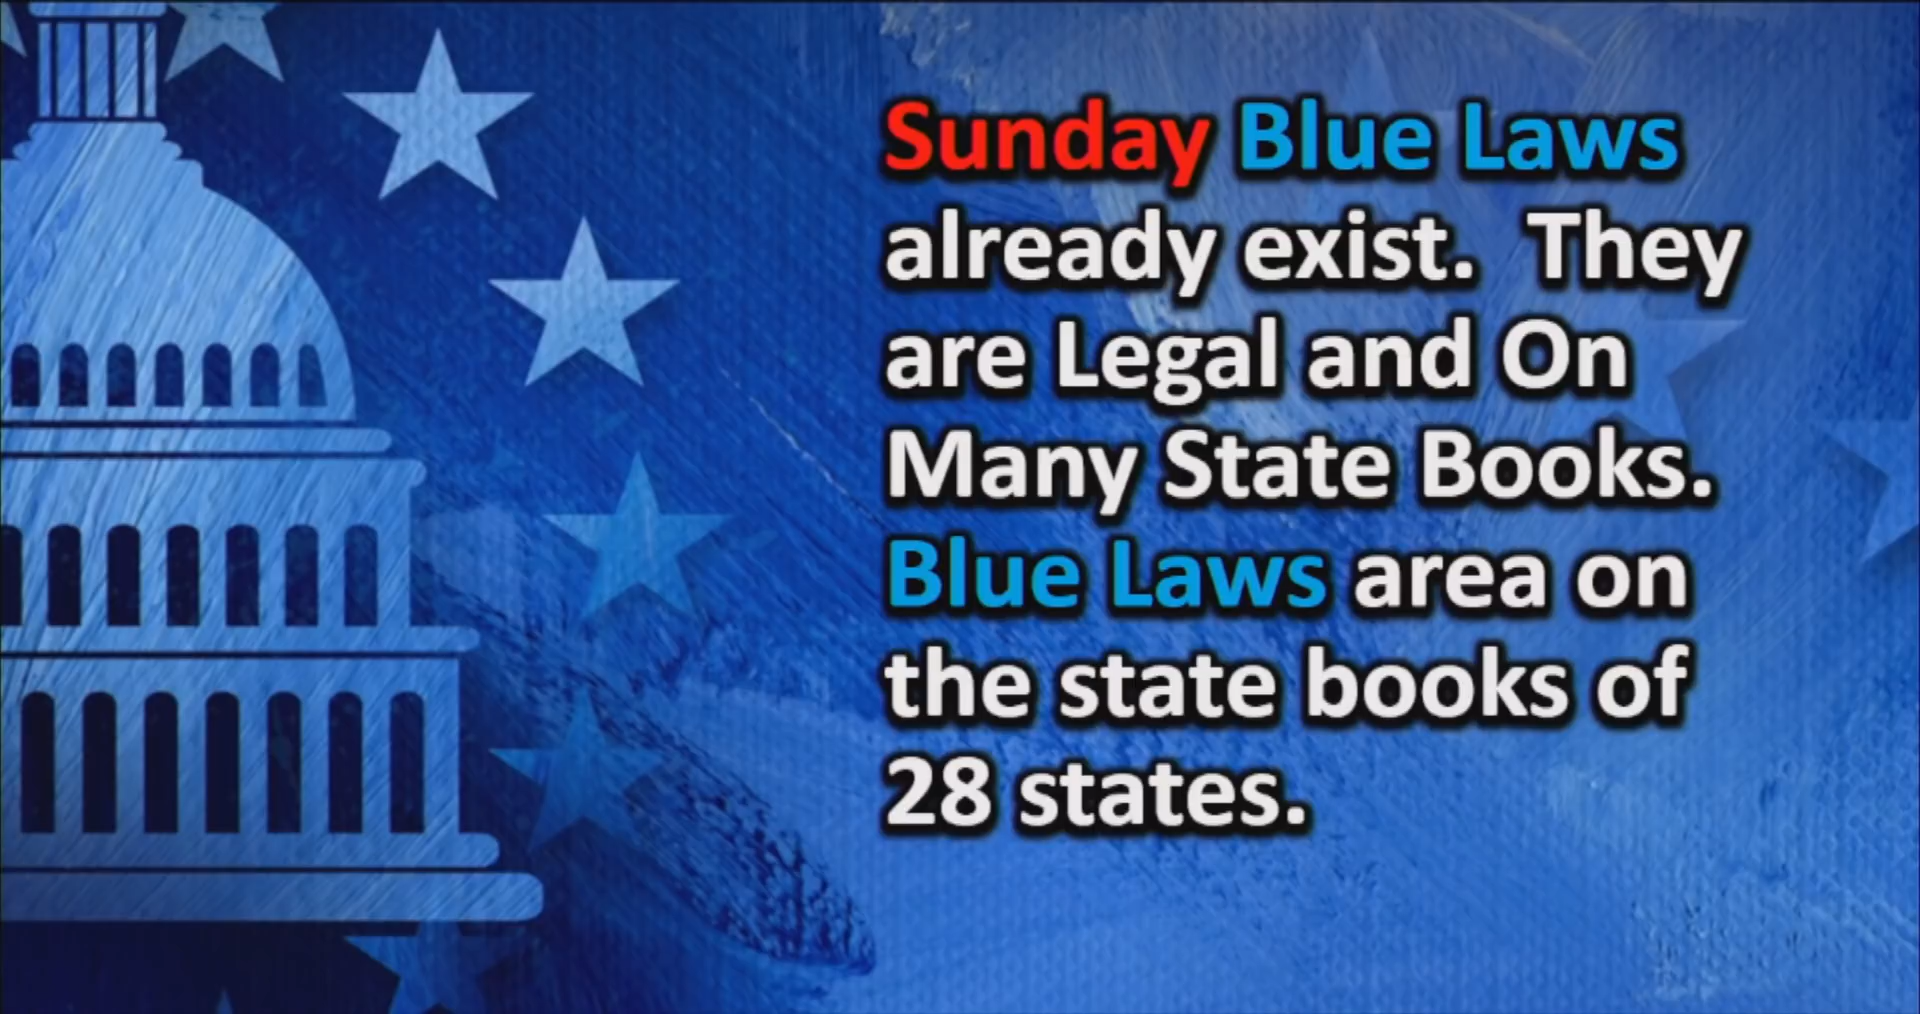 Sunday Blue Laws
already exist.  They
are Legal and On
Many State Books.
Blue Laws area on
the state books of
28 states.